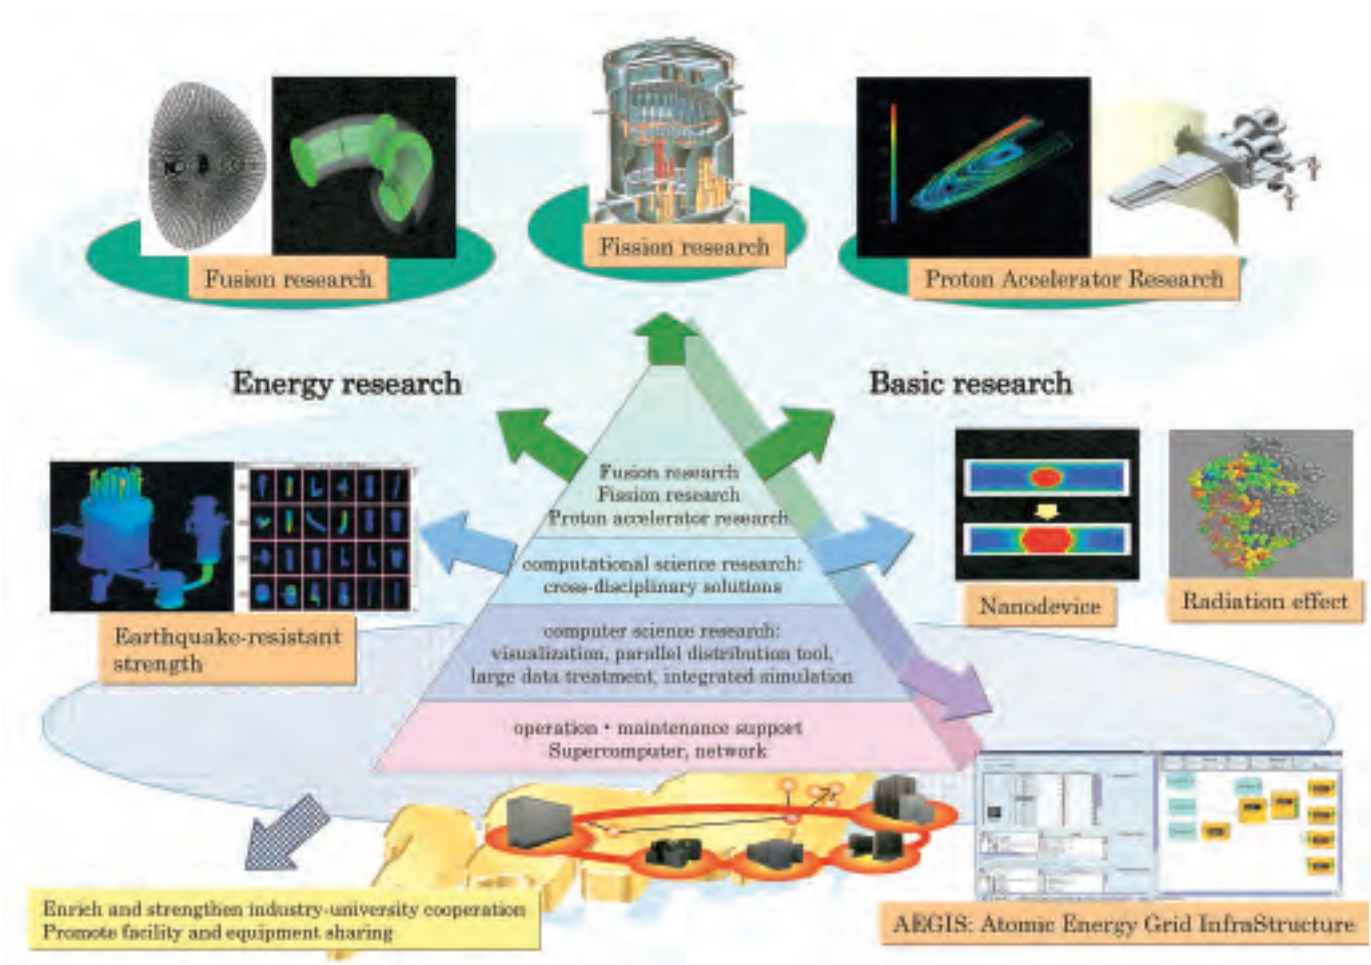 Fusion research
Fission research
Proton Accelerator Research
Energy research
Basic research
Fusion research
Fission research
Proton accelerator research
computational science research:
cross-disciplinary solutions
computer science research:
visualization, parallel distribution tool,
large data treatment, integrated simulation
operation・maintenance support
Supercomputer, network
Earthquake-resistant
strength
Nanodevice
Radiation effect
Enrich and strengthen industry-university cooperation
Promote facility and equipment sharing
AEGIS: Atomic Energy Grid InfraStructure